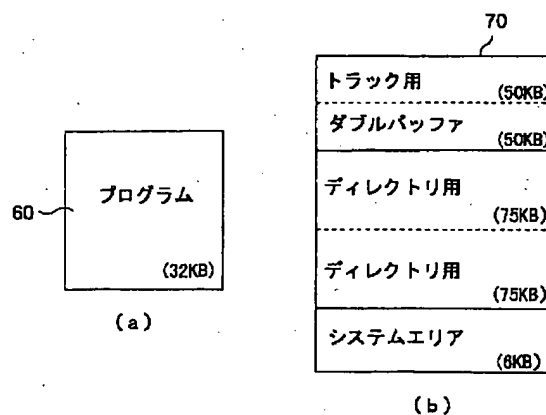 60
プログラム
(32KB)
(a)
70
トラック用
(50KB)
ダブルバッファ
(50KB)
ディレクトリ用
(75KB)
ディレクトリ用
(75KB)
システムエリア
(6KB)
(b)